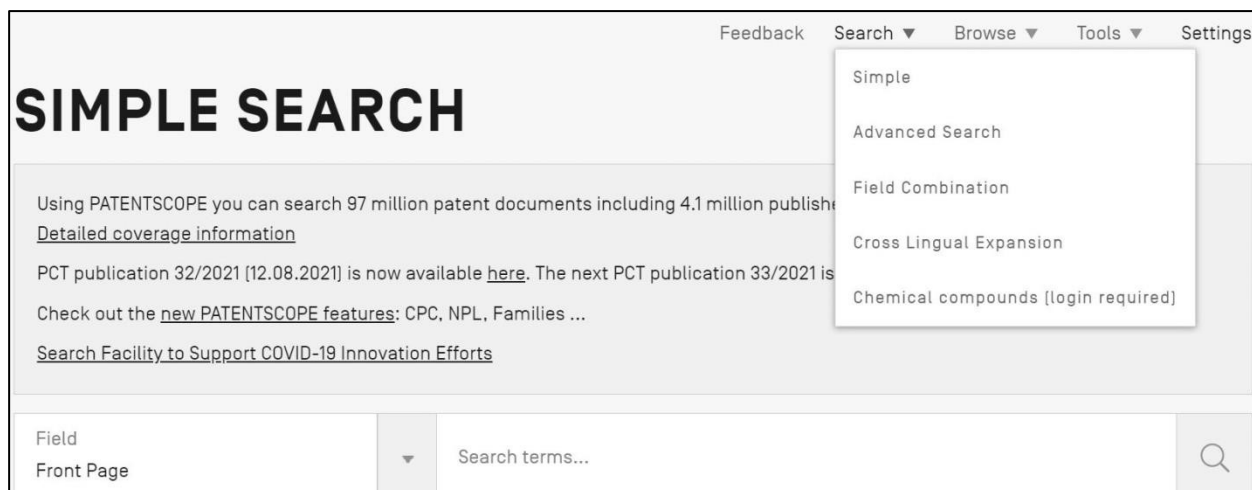 Feedback Search ▼ Browse ▼ Tools ▼ Settings
Simple
Advanced Search
Field Combination
Cross Lingual Expansion
Chemical compounds (login required)
SIMPLE SEARCH
Using PATENTSCOPE you can search 97 million patent documents including 4.1 million
Detailed coverage information
PCT publication 32/2021 (12.08.2021) is now available here. The next PCT publication 33/2021 is
Check out the new PATENTSCOPE features: CPC, NPL, Families ...
Search Facility to Support COVID-19 Innovation Efforts
Field
Front Page
Search terms...